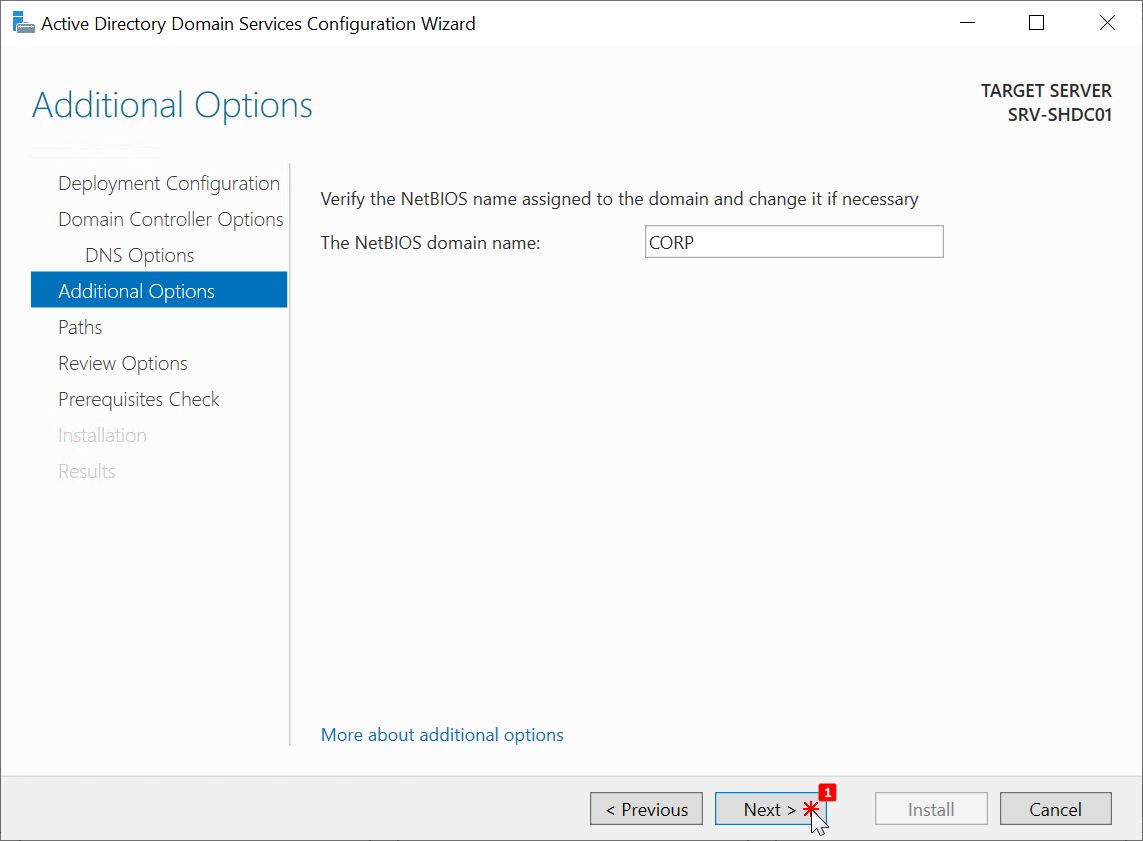 Active Directory Domain Services Configuration Wizard
Additional Options
TARGET SERVER
SRV-SHDC01
Deployment Configuration
Domain Controller Options
DNS Options
Additional Options
Paths
Review Options
Prerequisites Check
Installation
Results
Verify the NetBIOS name assigned to the domain and change it if necessary
The NetBIOS domain name: CORP
More about additional options
< Previous
Next >
1
Install
Cancel